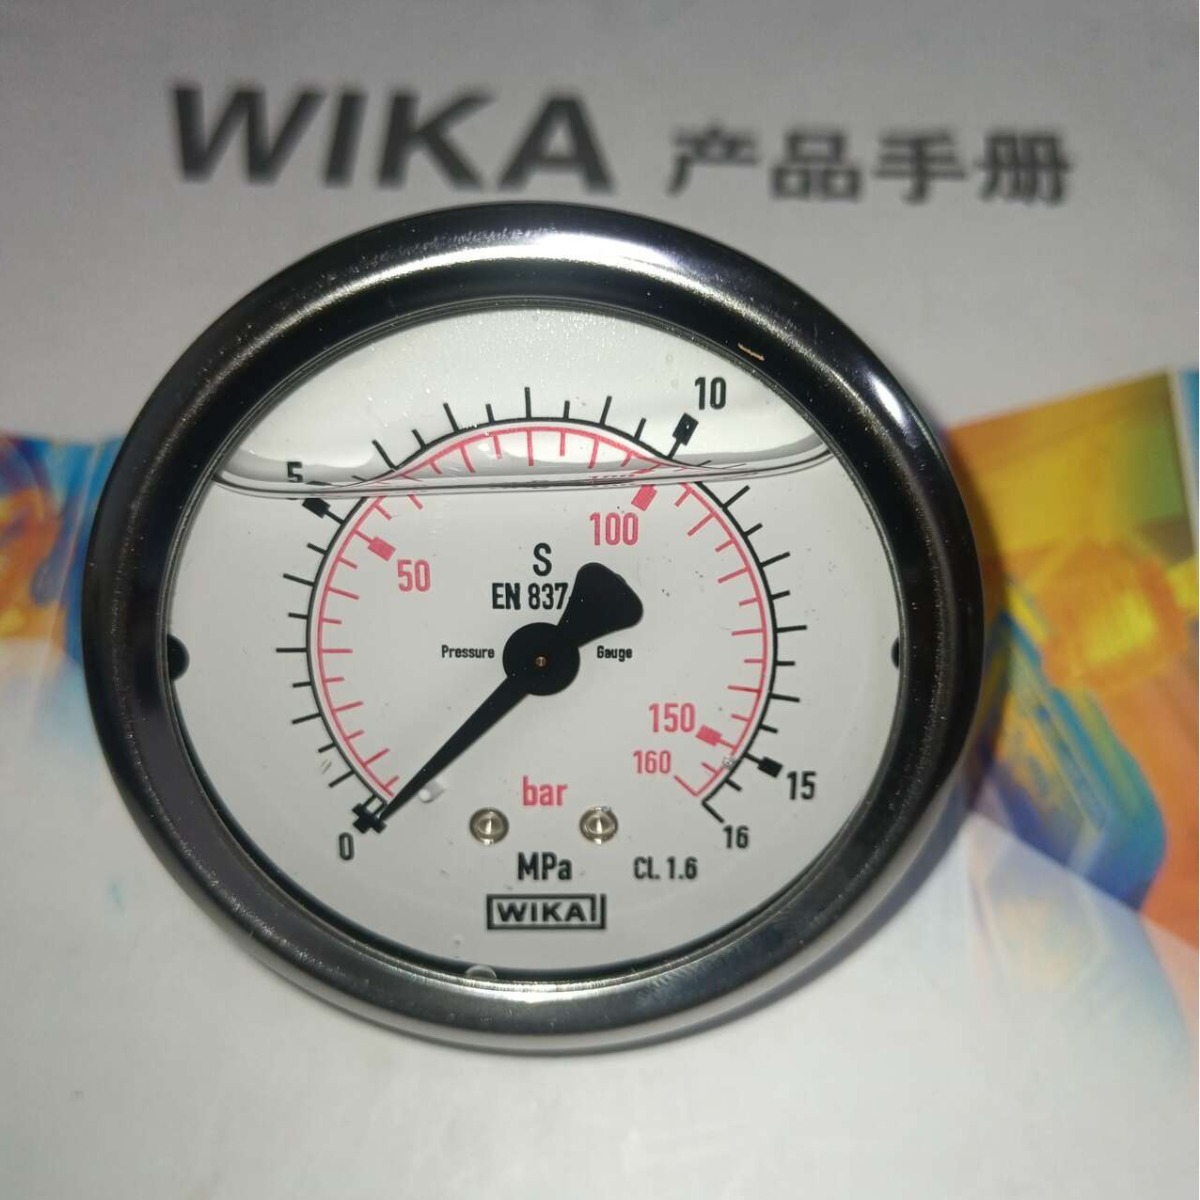 WIKA 产品手册
10
5
100
50
S
EN 837
Pressure Gauge
150
160
15
bar
16
0
MPa
CL. 1.6
WIKA